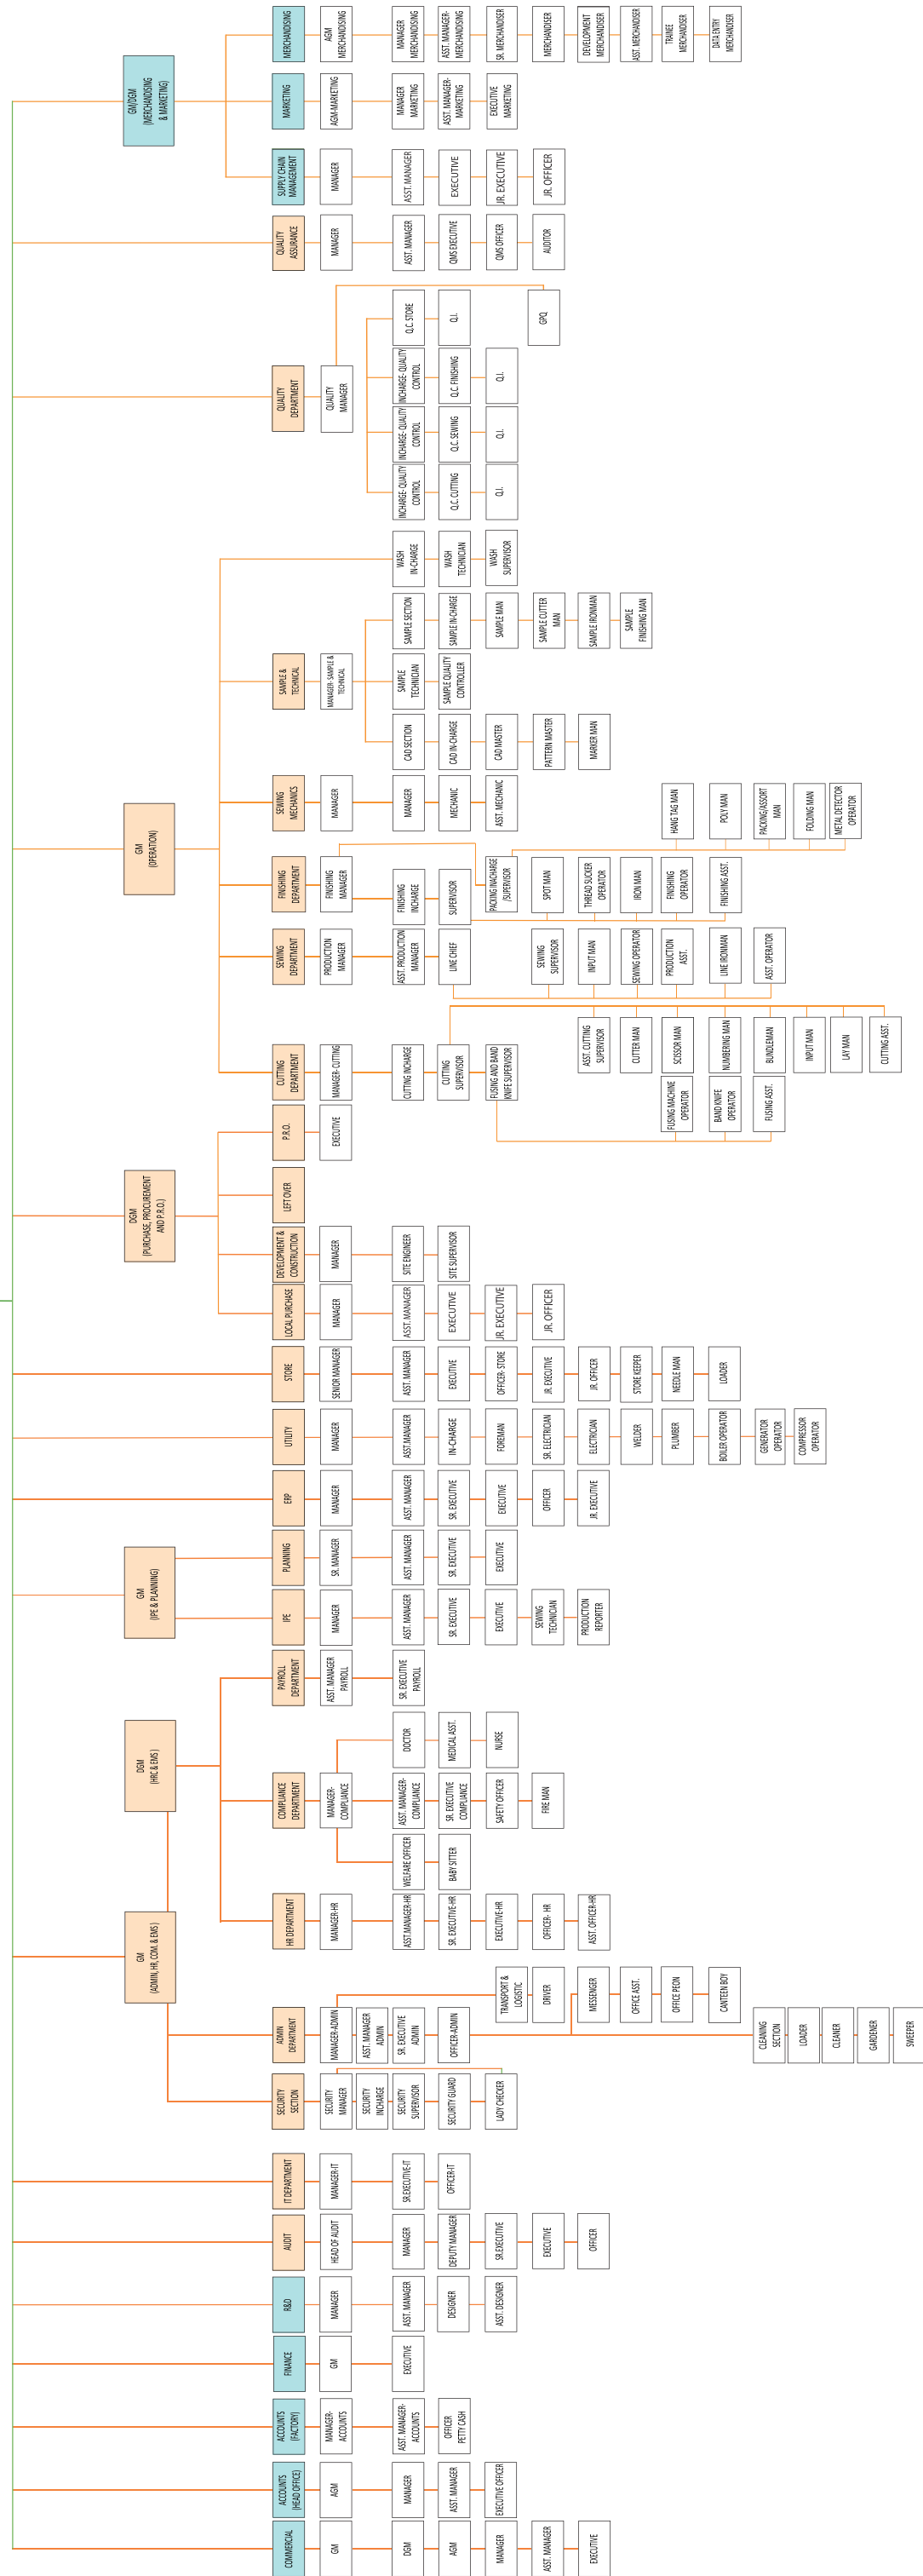 GM/DGM
(MERCHANDISING
& MARKETING)
MERCHANDISING
AGM
MERCHANDISING
MANAGER
MERCHANDISING
ASST. MANAGER-
MERCHANDISING
SR. MERCHANDISER
MERCHANDISER
DEVELOPMENT
MERCHANDISER
ASST. MERCHANDISER
TRAINEE
MERCHANDISER
DATA ENTRY
MERCHANDISER
MARKETING
AGM-MARKETING
MANAGER
MARKETING
ASST. MANAGER-
MARKETING
EXECUTIVE
MARKETING
SUPPLY CHAIN
MANAGEMENT
MANAGER
ASST. MANAGER
EXECUTIVE
JR. EXECUTIVE
JR. OFFICER
QUALITY
ASSURANCE
MANAGER
ASST. MANAGER
QMS EXECUTIVE
QMS OFFICER
AUDITOR
QUALITY
DEPARTMENT
QUALITY
MANAGER
Q.C. STORE
Q.I.
GPQ
INCHARGE- QUALITY
CONTROL
Q.C. FINISHING
Q.I.
INCHARGE- QUALITY
CONTROL
Q.C. SEWING
Q.I.
INCHARGE- QUALITY
CONTROL
Q.C. CUTTING
Q.I.
GM
(OPERATION)
WASH
IN-CHARGE
WASH
TECHNICIAN
WASH
SUPERVISOR
SAMPLE &
TECHNICAL
MANAGER- SAMPLE &
TECHNICAL
SAMPLE SECTION
SAMPLE IN-CHARGE
SAMPLE MAN
SAMPLE CUTTER
MAN
SAMPLE IRONMAN
SAMPLE
FINISHING MAN
SAMPLE
TECHNICIAN
SAMPLE QUALITY
CONTROLLER
CAD SECTION
CAD IN-CHARGE
CAD MASTER
PATTERN MASTER
MARKER MAN
SEWING
MECHANICS
MANAGER
MANAGER
MECHANIC
ASST. MECHANIC
FINISHING
DEPARTMENT
FINISHING
MANAGER
FINISHING
INCHARGE
SUPERVISOR
PACKING INACHARGE
/SUPERVISOR
HANG TAG MAN
POLY MAN
PACKING/ASSORT
MAN
FOLDING MAN
METAL DETECTOR
OPERATOR
SPOT MAN
THREAD SUCKER
OPERATOR
IRON MAN
FINISHING
OPERATOR
FINISHING ASST.
SEWING
DEPARTMENT
PRODUCTION
MANAGER
ASST. PRODUCTION
MANAGER
LINE CHIEF
SEWING
SUPERVISOR
INPUT MAN
SEWING OPERATOR
PRODUCTION
ASST.
LINE IRONMAN
ASST. OPERATOR
CUTTING
DEPARTMENT
MANAGER- CUTTING
CUTTING INCHARGE
CUTTING
SUPERVISOR
FUSING AND BAND
KNIFE SUPERVISOR
ASST. CUTTING
SUPERVISOR
CUTTER MAN
SCISSOR MAN
NUMBERING MAN
BUNDLEMAN
INPUT MAN
LAY MAN
CUTTING ASST.
FUSING MACHINE
OPERATOR
BAND KNIFE
OPERATOR
FUSING ASST.
DGM
(PURCHASE, PROCUREMENT
AND P.R.O.)
P.R.O.
EXECUTIVE
LEFT OVER
DEVELOPMENT &
CONSTRUCTION
MANAGER
SITE ENGINEER
SITE SUPERVISOR
LOCAL PURCHASE
MANAGER
ASST. MANAGER
EXECUTIVE
JR. EXECUTIVE
JR. OFFICER
STORE
SENIOR MANAGER
ASST. MANAGER
EXECUTIVE
OFFICER- STORE
JR. EXECUTIVE
JR. OFFICER
STORE KEEPER
NEEDLE MAN
LOADER
UTILITY
MANAGER
ASST. MANAGER
IN-CHARGE
FOREMAN
SR. ELECTRICIAN
ELECTRICIAN
WELDER
PLUMBER
BOILER OPERATOR
GENERATOR
OPERATOR
COMPRESSOR
OPERATOR
ERP
MANAGER
ASST. MANAGER
SR. EXECUTIVE
EXECUTIVE
OFFICER
JR. EXECUTIVE
GM
(IPE & PLANNING)
PLANNING
SR. MANAGER
ASST. MANAGER
SR. EXECUTIVE
EXECUTIVE
IPE
MANAGER
ASST. MANAGER
SR. EXECUTIVE
EXECUTIVE
SEWING
TECHNICIAN
PRODUCTION
REPORTER
DGM
(HRC & EMS )
PAYROLL
DEPARTMENT
ASST. MANAGER
PAYROLL
SR. EXECUTIVE
PAYROLL
COMPLIANCE
DEPARTMENT
MANAGER-
COMPLIANCE
DOCTOR
MEDICAL ASST.
NURSE
ASST. MANAGER-
COMPLIANCE
SR. EXECUTIVE
COMPLIANCE
SAFETY OFFICER
FIRE MAN
WELFARE OFFICER
BABY SITTER
HR DEPARTMENT
MANAGER-HR
ASST.MANAGER-HR
SR. EXECUTIVE-HR
EXECUTIVE-HR
OFFICER- HR
ASST. OFFICER-HR
GM
(ADMIN, HR, COM. & EMS )
ADMIN
DEPARTMENT
MANAGER-ADMIN
ASST. MANAGER
ADMIN
SR. EXECUTIVE
ADMIN
OFFICER-ADMIN
TRANSPORT &
LOGISTIC
DRIVER
MESSENGER
OFFICE ASST.
OFFICE PEON
CANTEEN BOY
CLEANING
SECTION
LOADER
CLEANER
GARDENER
SWEEPER
SECURITY
SECTION
SECURITY
MANAGER
SECURITY
INCHARGE
SECURITY
SUPERVISOR
SECURITY GUARD
LADY CHECKER
IT DEPARTMENT
MANAGER-IT
SR.EXECUTIVE-IT
OFFICER-IT
AUDIT
HEAD OF AUDIT
MANAGER
DEPUTY MANAGER
SR.EXECUTIVE
EXECUTIVE
OFFICER
R&D
MANAGER
ASST. MANAGER
DESIGNER
ASST. DESIGNER
FINANCE
GM
EXECUTIVE
ACCOUNTS
(FACTORY)
MANAGER-
ACCOUNTS
ASST. MANAGER-
ACCOUNTS
OFFICER
PETTY CASH
ACCOUNTS
(HEAD OFFICE)
AGM
MANAGER
ASST. MANAGER
EXECUTIVE OFFICER
COMMERCIAL
GM
DGM
AGM
MANAGER
ASST. MANAGER
EXECUTIVE